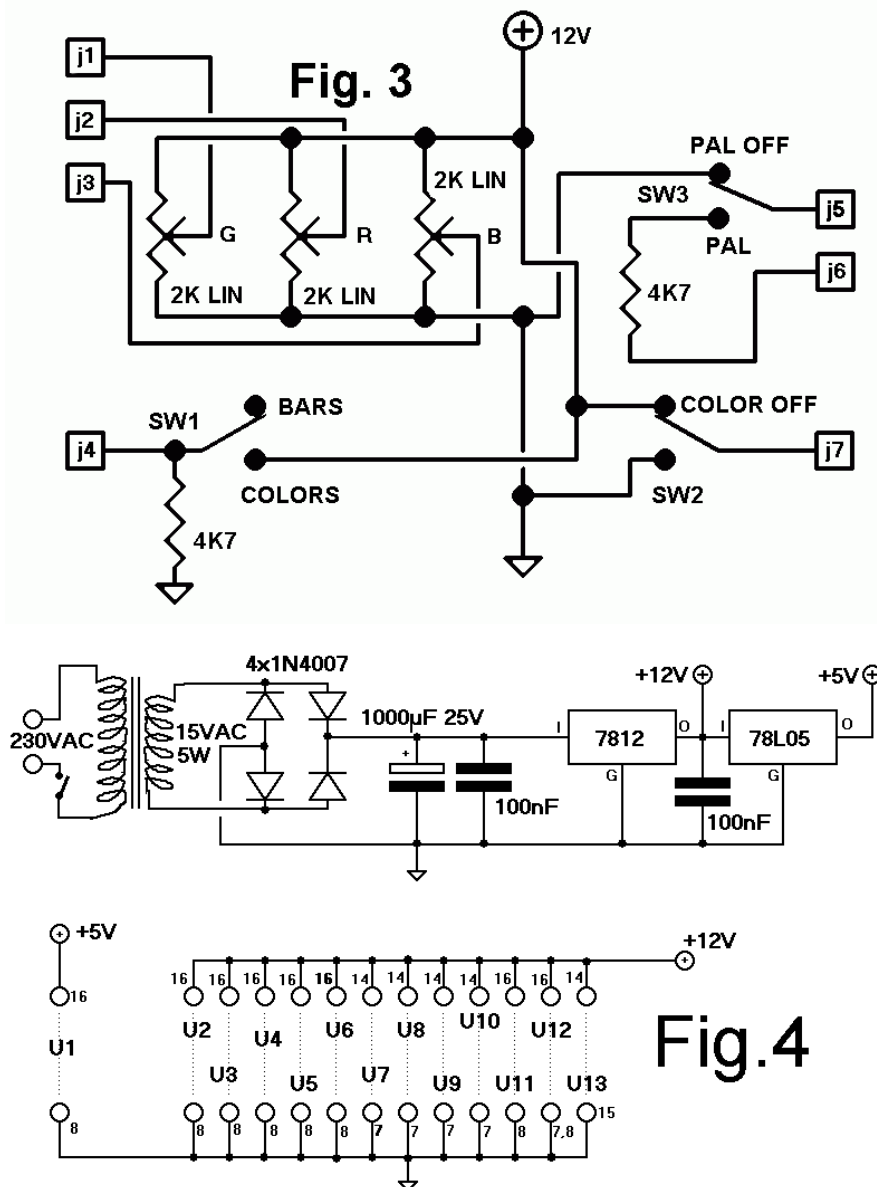 j1
12V
Fig. 3
j2
PAL OFF
j3
2K LIN
SW3
j5
G
R
B
PAL
j6
2K LIN
2K LIN
4K7
SW1
BARS
COLOR OFF
j4
j7
COLORS
SW2
4K7
4x1N4007
+12V
+5V
1000µF 25V
230VAC
15VAC
5W
I
7812
O
I
78L05
O
G
G
+
100nF
100nF
+5V
+12V
16
16
16
16
16
16
14
14
14
14
16
16
14
U1
U2
U3
U4
U5
U6
U7
U8
U9
U10
U11
U12
U13
Fig.4
8
8
8
8
8
8
7
7
7
7
8
7,8
15